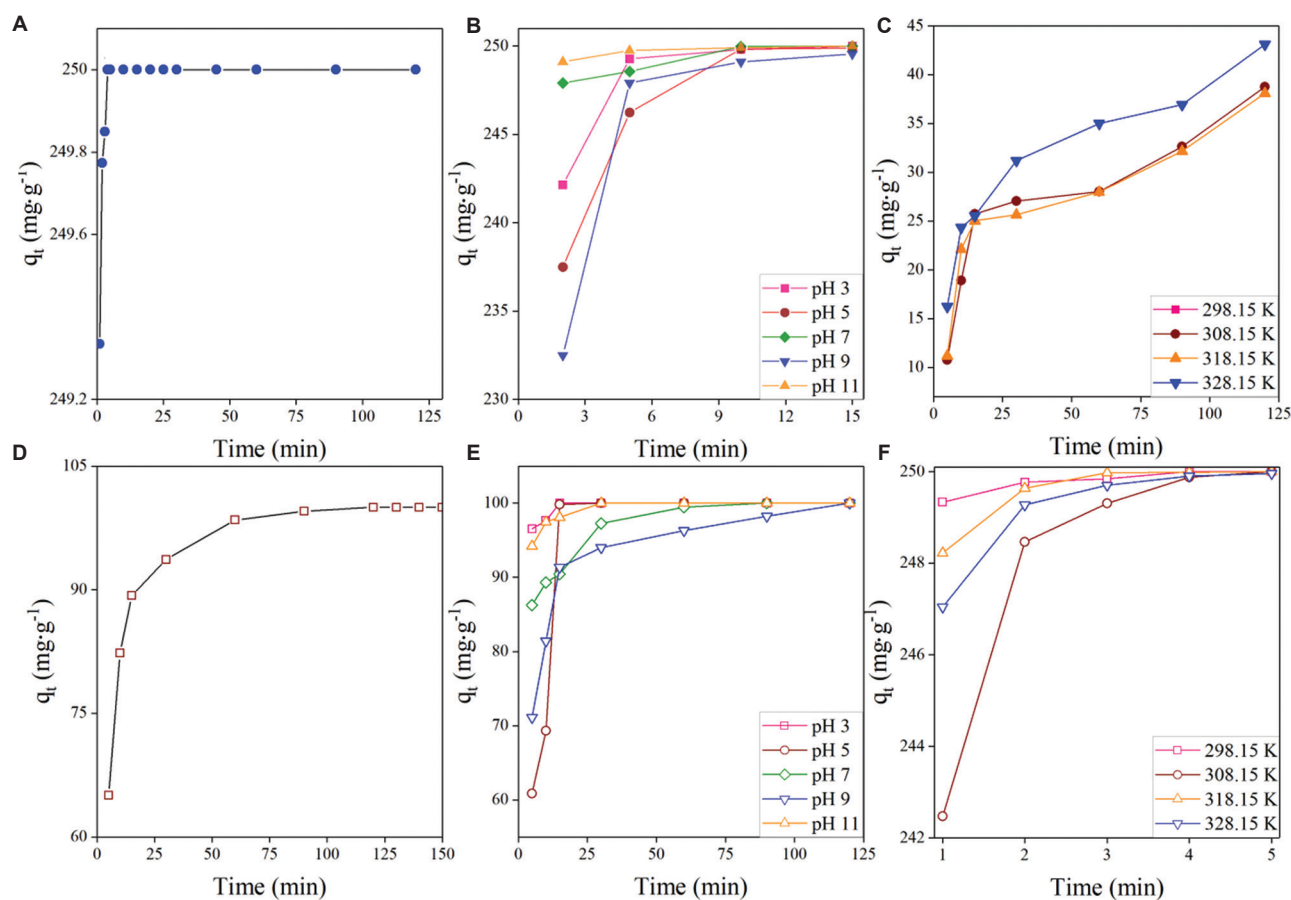 A
qt (mg·g-1)
250
249.8
249.6
249.2
0 25 50 75 100 125
Time (min)
B
qt (mg·g-1)
250
245
240
235
230
0 3 6 9 12 15
Time (min)
pH 3
pH 5
pH 7
pH 9
pH 11
C
qt (mg·g-1)
45
40
35
30
25
20
15
10
0 25 50 75 100 125
Time (min)
298.15 K
308.15 K
318.15 K
328.15 K
D
qt (mg·g-1)
105
90
75
60
0 25 50 75 100 125 150
Time (min)
E
qt (mg·g-1)
100
90
80
70
60
0 25 50 75 100 125
Time (min)
pH 3
pH 5
pH 7
pH 9
pH 11
F
qt (mg·g-1)
250
248
246
244
242
1 2 3 4 5
Time (min)
298.15 K
308.15 K
318.15 K
328.15 K